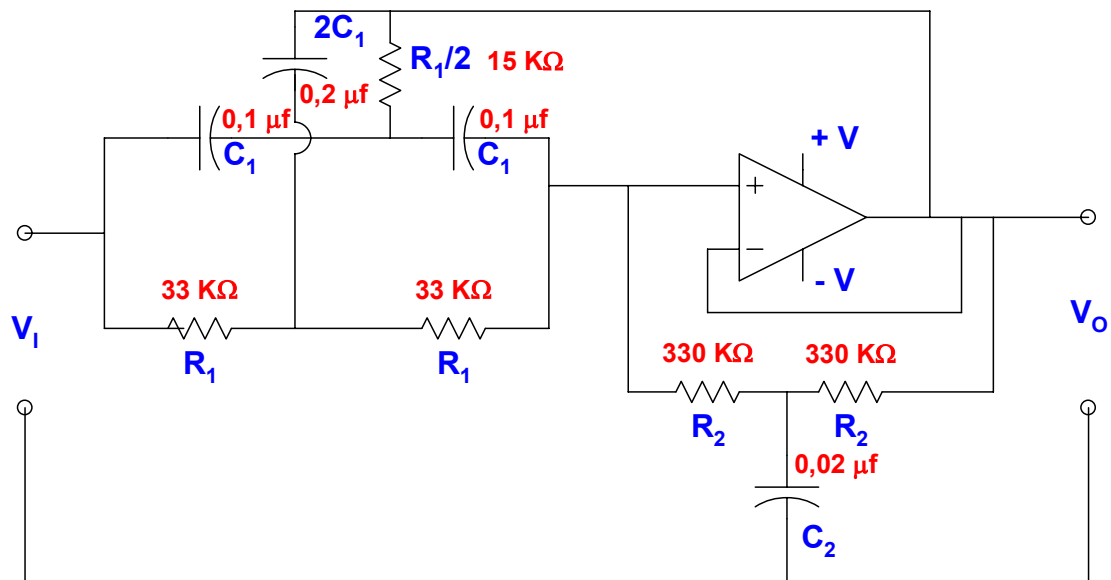 2C1
R1/2
15 KΩ
0,2 μf
0,1 μf
C1
0,1 μf
C1
+ V
+
−
- V
VI
33 KΩ
R1
33 KΩ
R1
VO
330 KΩ
R2
330 KΩ
R2
0,02 μf
C2